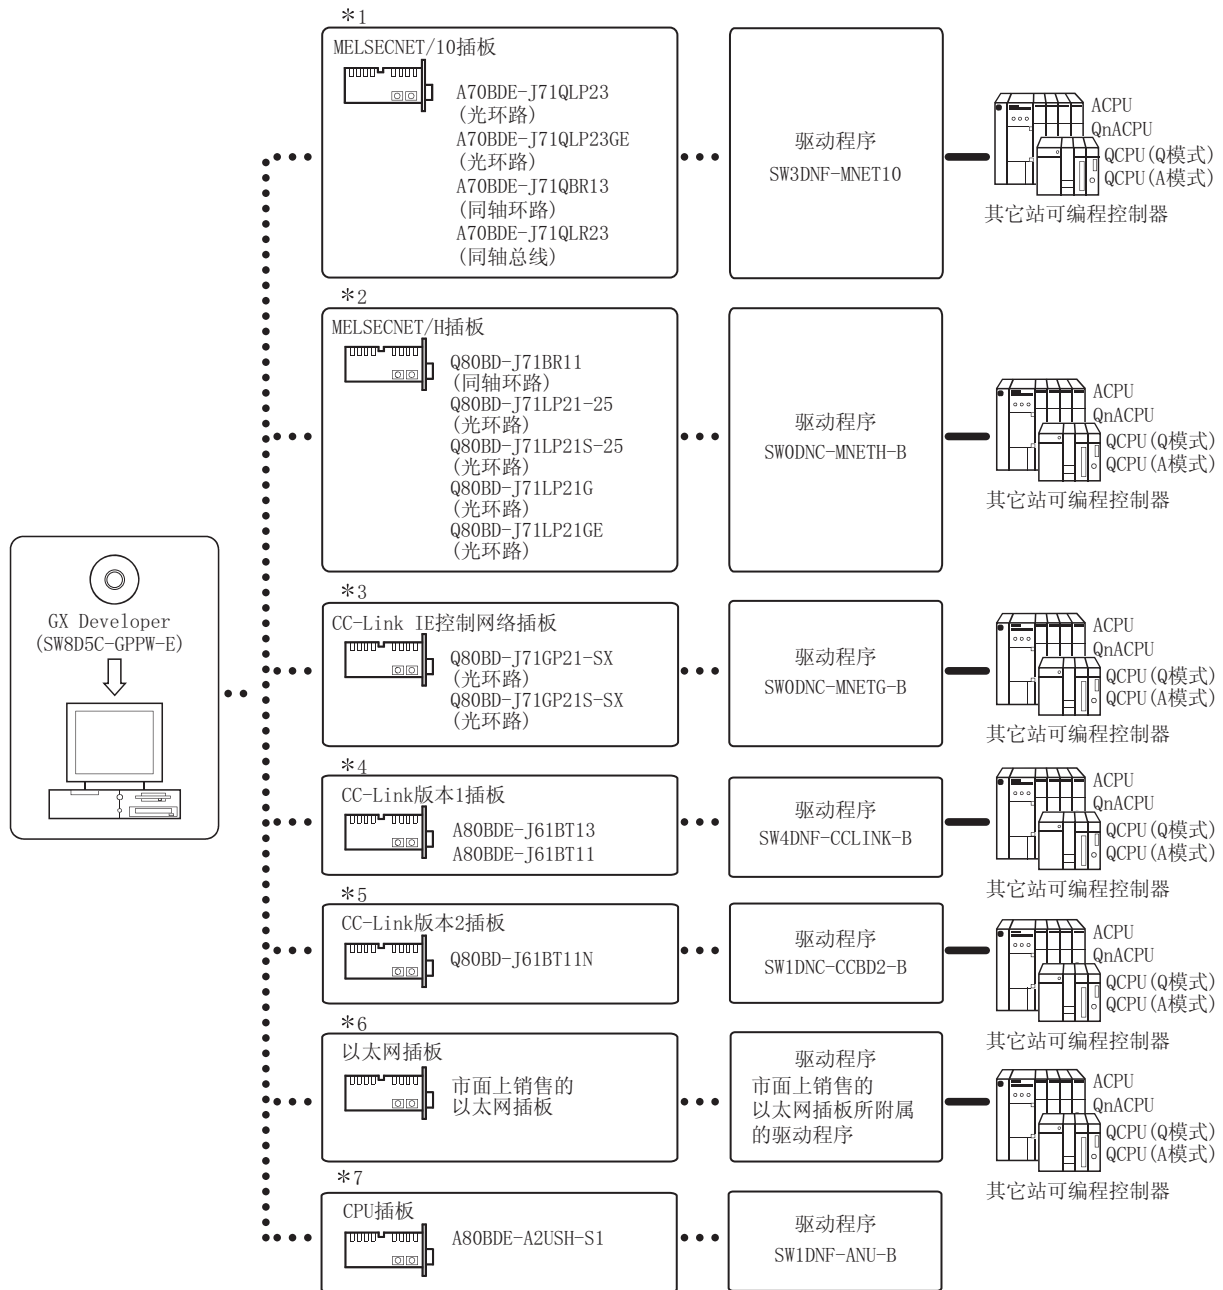 *1
MELSECNET/10插板
A70BDE-J71QLP23
(光环路)
A70BDE-J71QLP23GE
(光环路)
A70BDE-J71QBR13
(同轴环路)
A70BDE-J71QLR23
(同轴总线)
驱动程序
SW3DNF-MNET10
ACPU
QnACPU
QCPU(Q模式)
QCPU(A模式)
其它站可编程控制器
*2
MELSECNET/H插板
Q80BD-J71BR11
(同轴环路)
Q80BD-J71LP21-25
(光环路)
Q80BD-J71LP21S-25
(光环路)
Q80BD-J71LP21G
(光环路)
Q80BD-J71LP21GE
(光环路)
驱动程序
SW0DNC-MNETH-B
ACPU
QnACPU
QCPU(Q模式)
QCPU(A模式)
其它站可编程控制器
GX Developer
(SW8D5C-GPPW-E)
*3
CC-Link IE控制网络插板
Q80BD-J71GP21-SX
(光环路)
Q80BD-J71GP21S-SX
(光环路)
驱动程序
SW0DNC-MNETG-B
ACPU
QnACPU
QCPU(Q模式)
QCPU(A模式)
其它站可编程控制器
*4
CC-Link版本1插板
A80BDE-J61BT13
A80BDE-J61BT11
驱动程序
SW4DNF-CCLINK-B
ACPU
QnACPU
QCPU(Q模式)
QCPU(A模式)
其它站可编程控制器
*5
CC-Link版本2插板
Q80BD-J61BT11N
驱动程序
SW1DNC-CCBD2-B
ACPU
QnACPU
QCPU(Q模式)
QCPU(A模式)
其它站可编程控制器
*6
以太网插板
市面上销售的
以太网插板
驱动程序
市面上销售的
以太网插板所附属
的驱动程序
ACPU
QnACPU
QCPU(Q模式)
QCPU(A模式)
其它站可编程控制器
*7
CPU插板
A80BDE-A2USH-S1
驱动程序
SW1DNF-ANU-B